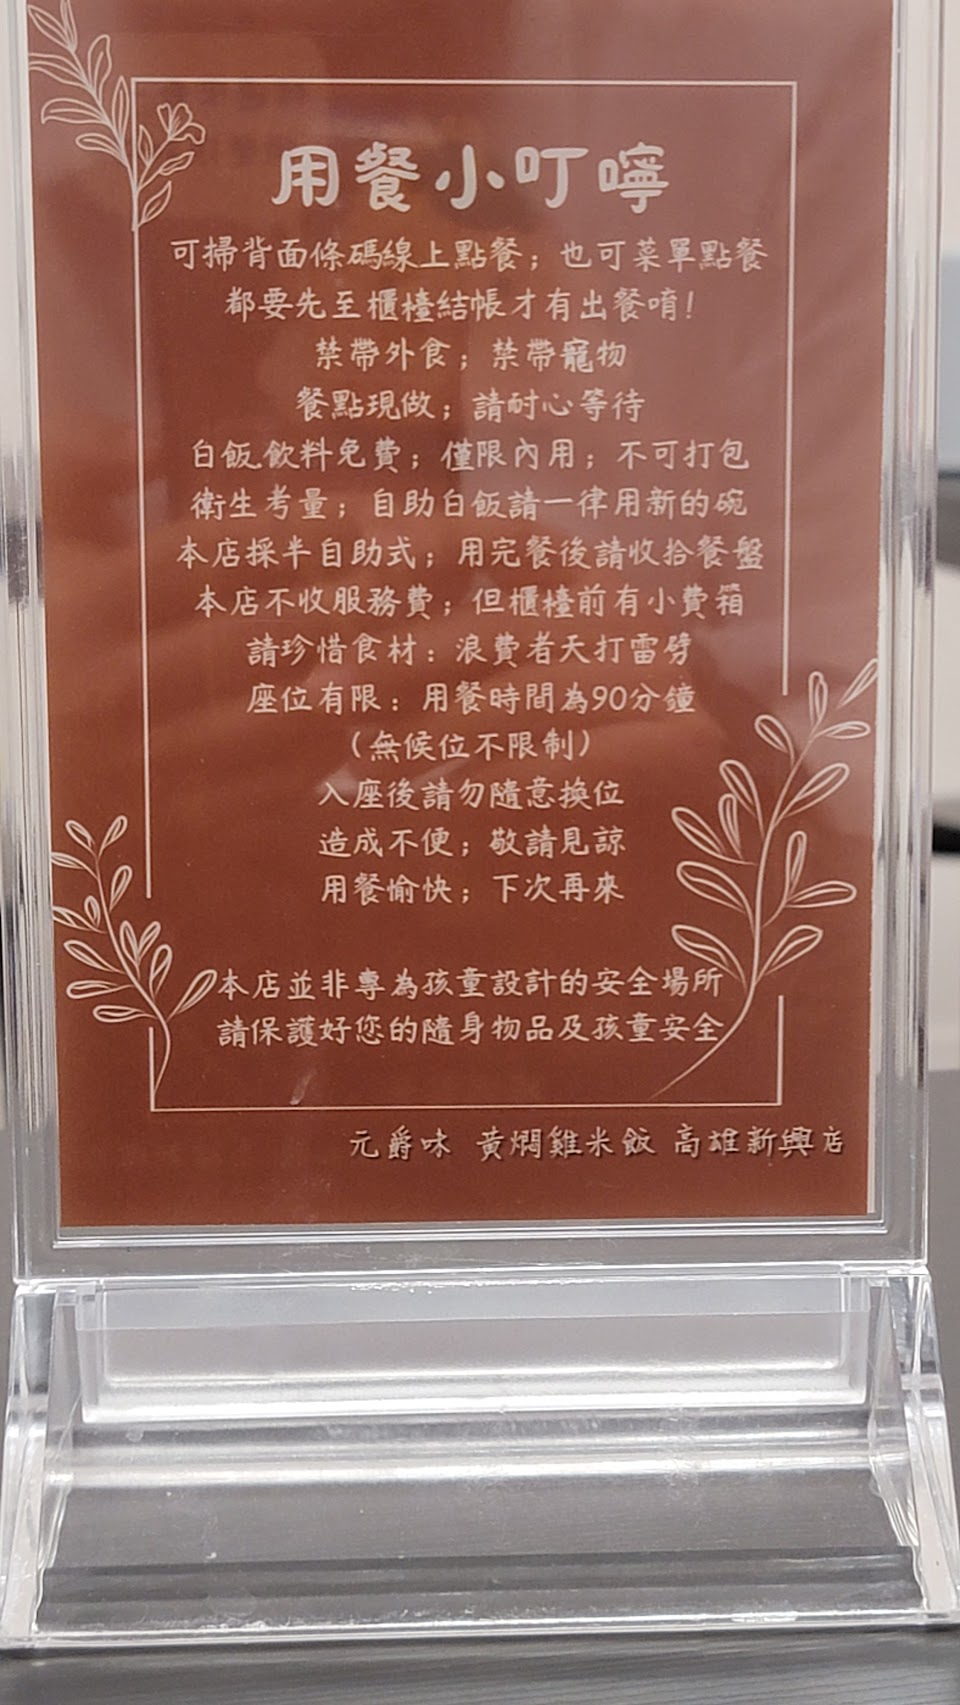 用餐小叮嚀
可掃背面條碼線上點餐；也可菜單點餐
都要先至櫃檯結帳才有出餐唷！
禁帶外食；禁帶寵物
餐點現做；請耐心等待
白飯飲料免費；僅限內用；不可打包
衛生考量；自助白飯請一律用新的碗
本店採半自助式；用完餐後請收拾餐盤
本店不收服務費；但櫃檯前有小費箱
請珍惜食材：浪費者天打雷劈
座位有限：用餐時間為90分鐘
（無候位不限制）
入座後請勿隨意換位
造成不便；敬請見諒
用餐愉快；下次再來
本店並非專為孩童設計的安全場所
請保護好您的隨身物品及孩童安全
元爵味 黃燜雞米飯 高雄新興店